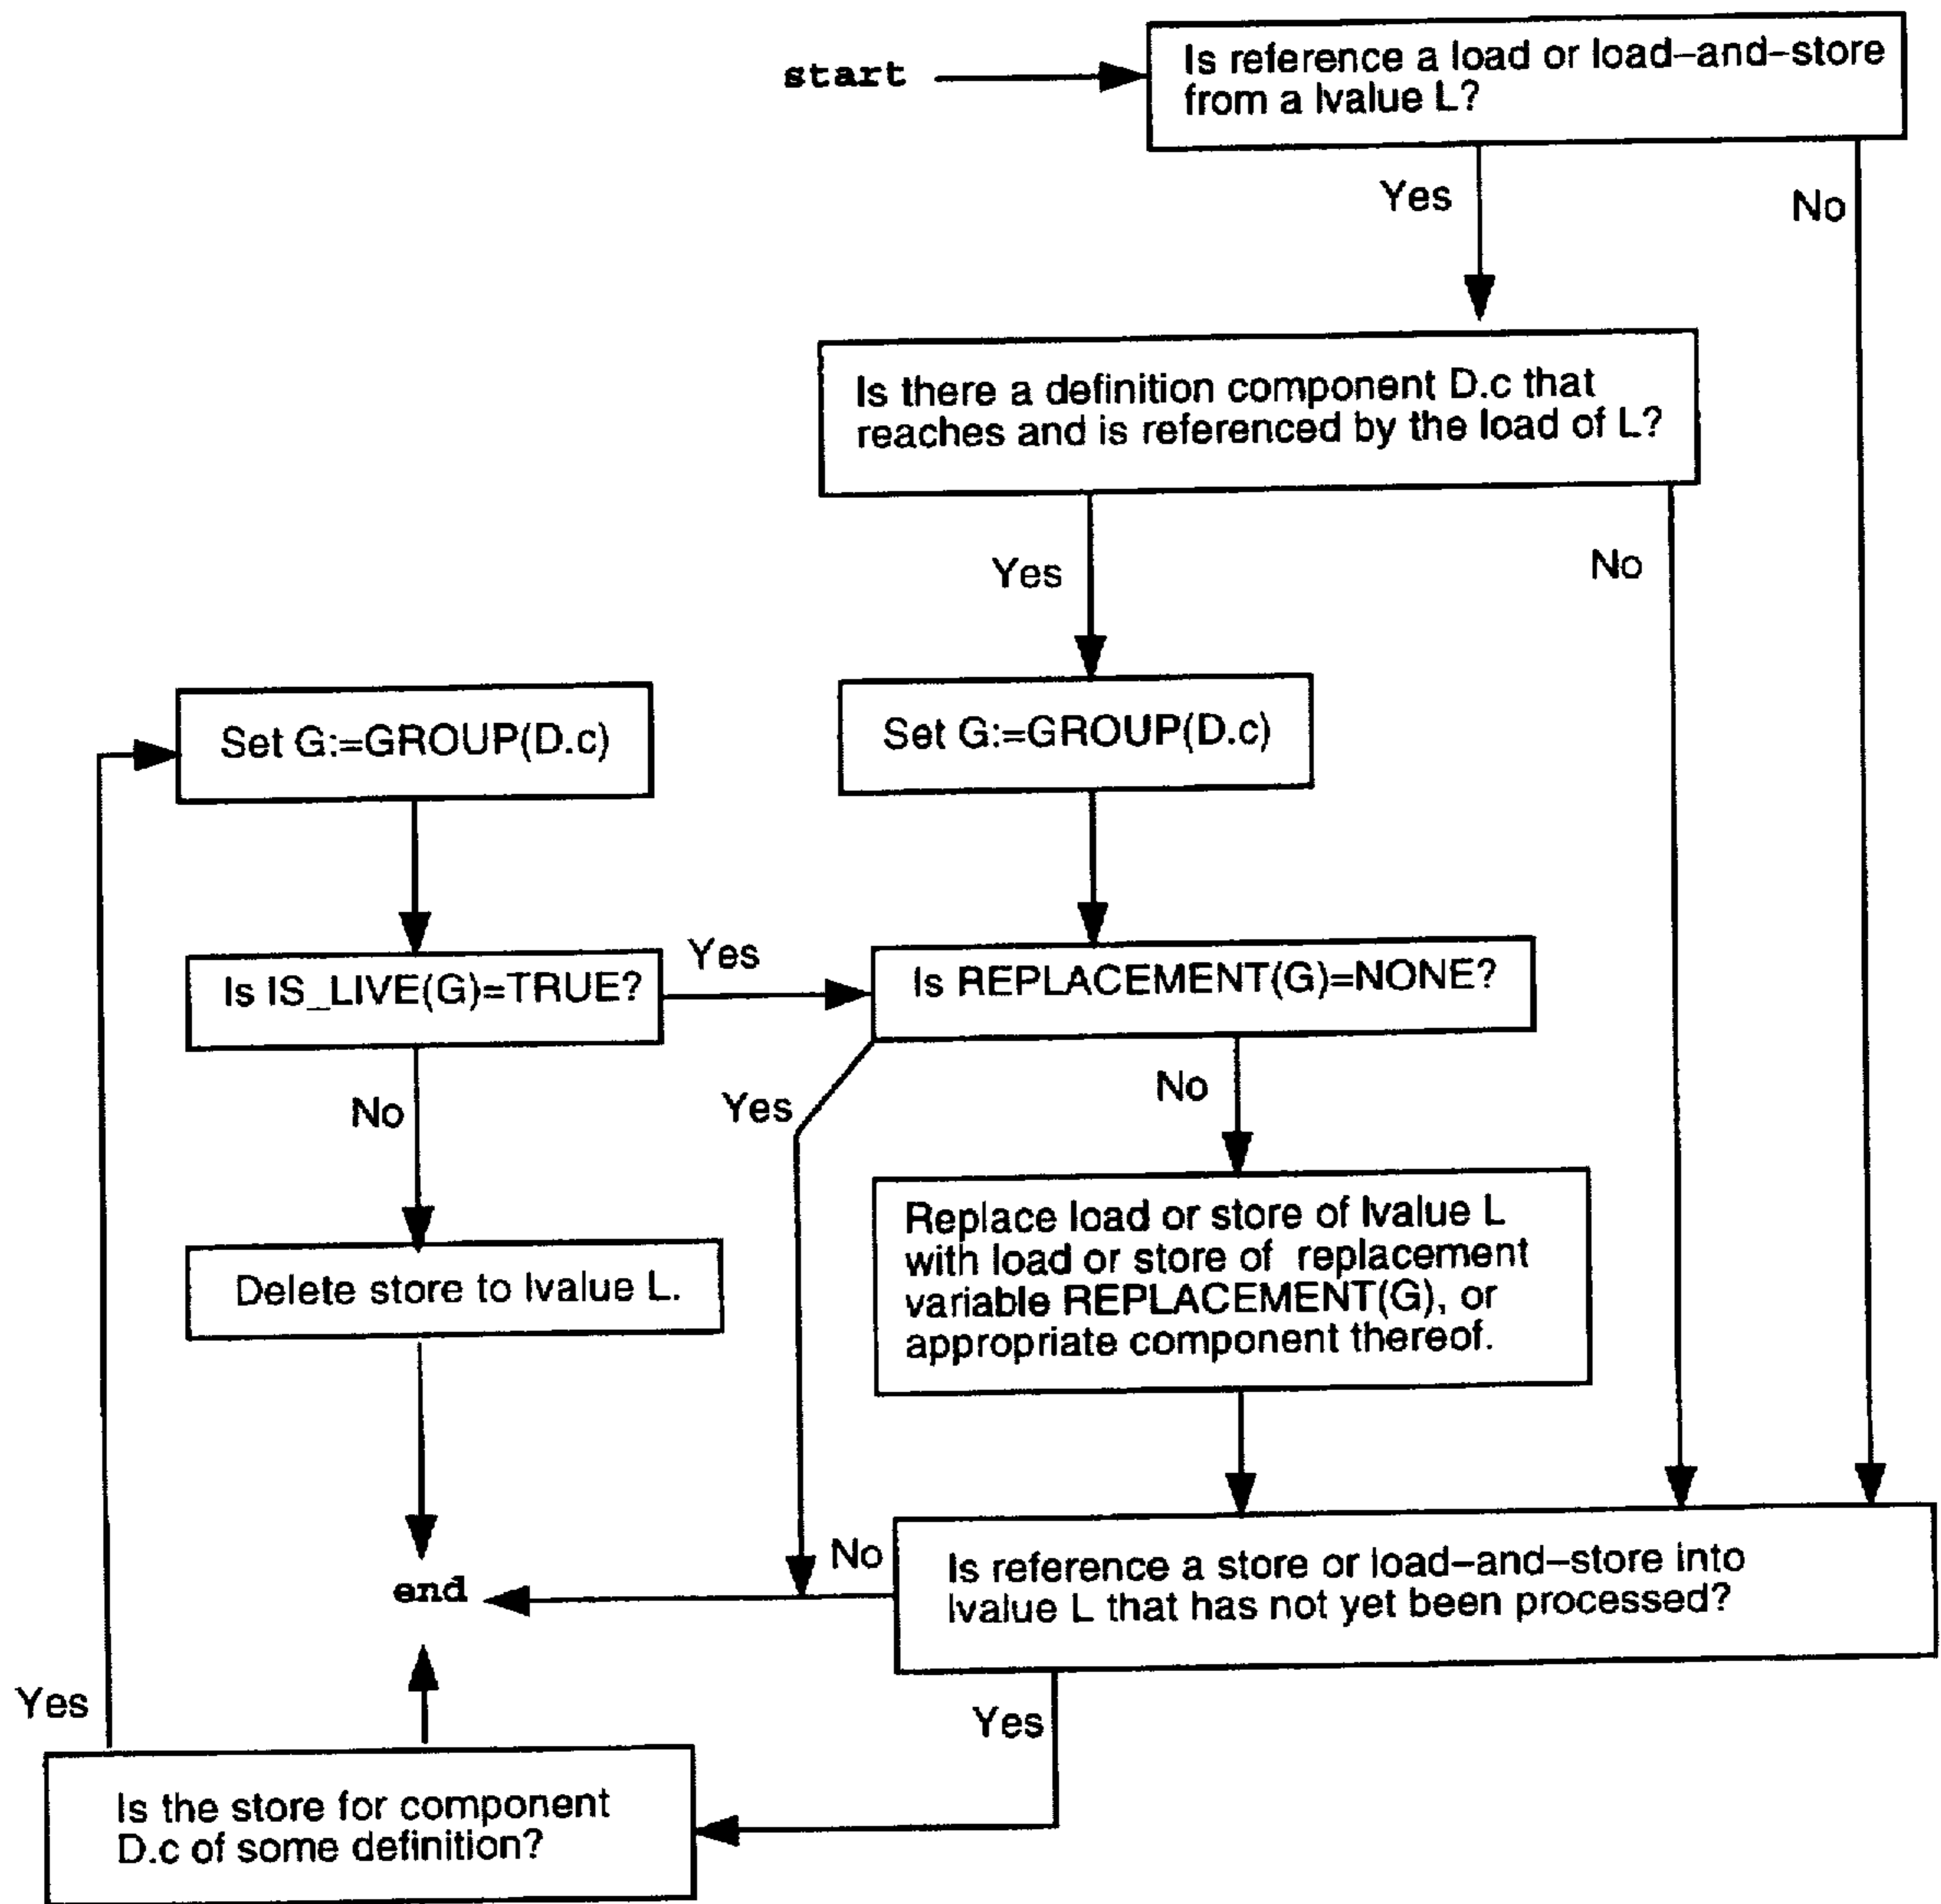 start
Is reference a load or load–and–store
from a lvalue L?
Yes
No
Is there a definition component D.c that
reaches and is referenced by the load of L?
Yes
No
Set G:=GROUP(D.c)
Set G:=GROUP(D.c)
Is IS_LIVE(G)=TRUE?
Yes
Is REPLACEMENT(G)=NONE?
No
Yes
No
Delete store to lvalue L.
Replace load or store of lvalue L
with load or store of replacement
variable REPLACEMENT(G), or
appropriate component thereof.
end
No
Is reference a store or load–and–store into
lvalue L that has not yet been processed?
Yes
Yes
Is the store for component
D.c of some definition?